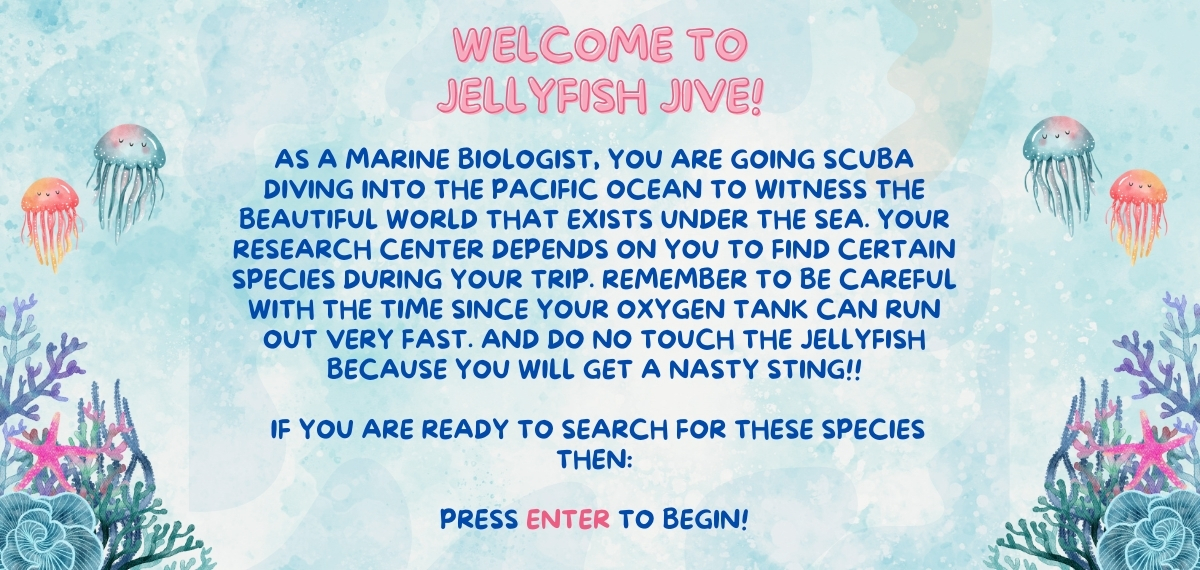 WELCOME TO
JELLYFISH JIVE!
AS A MARINE BIOLOGIST, YOU ARE GOING SCUBA
DIVING INTO THE PACIFIC OCEAN TO WITNESS THE
BEAUTIFUL WORLD THAT EXISTS UNDER THE SEA. YOUR
RESEARCH CENTER DEPENDS ON YOU TO FIND CERTAIN
SPECIES DURING YOUR TRIP. REMEMBER TO BE CAREFUL
WITH THE TIME SINCE YOUR OXYGEN TANK CAN RUN
OUT VERY FAST. AND DO NO TOUCH THE JELLYFISH
BECAUSE YOU WILL GET A NASTY STING!!
IF YOU ARE READY TO SEARCH FOR THESE SPECIES
THEN:
PRESS ENTER TO BEGIN!